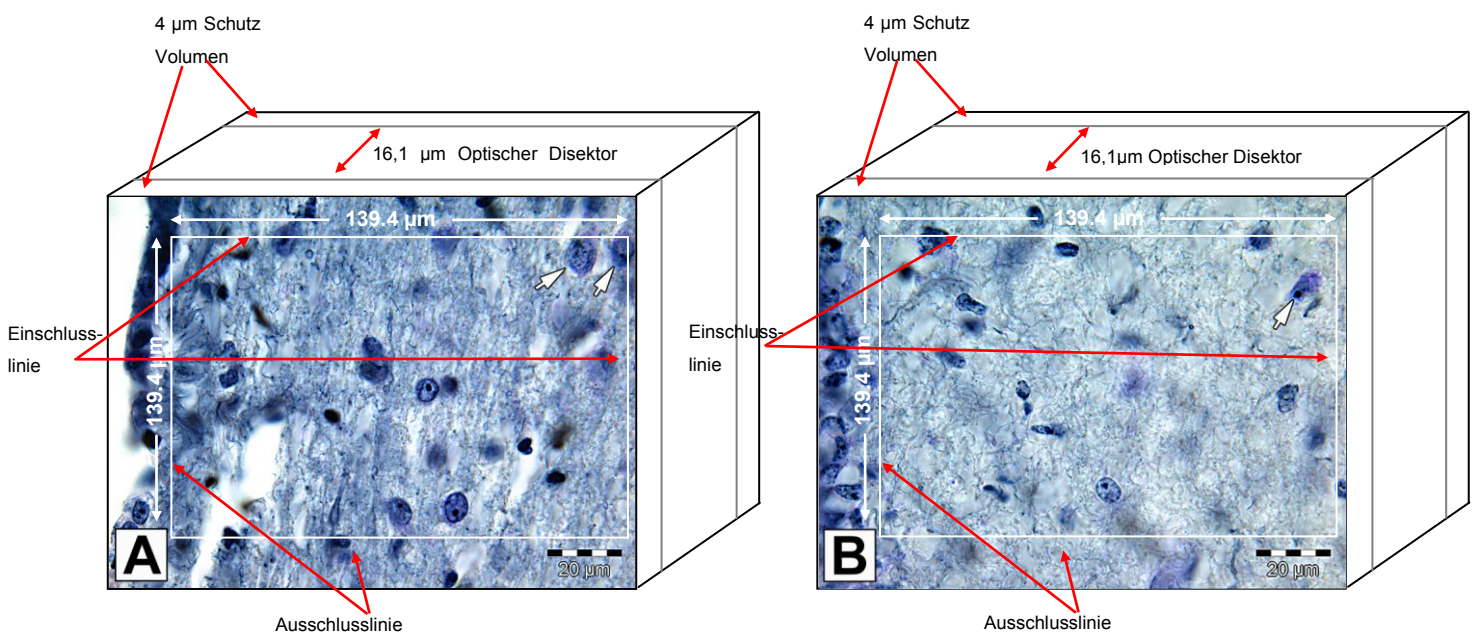 4 µm Schutz
Volumen
16,1 µm Optischer Disektor
139.4 µm
139.4 µm
Einschluss-
linie
A
20 µm
Ausschlusslinie
4 µm Schutz
Volumen
16,1µm Optischer Disektor
139.4 µm
139.4 µm
Einschluss-
linie
B
20 µm
Ausschlusslinie